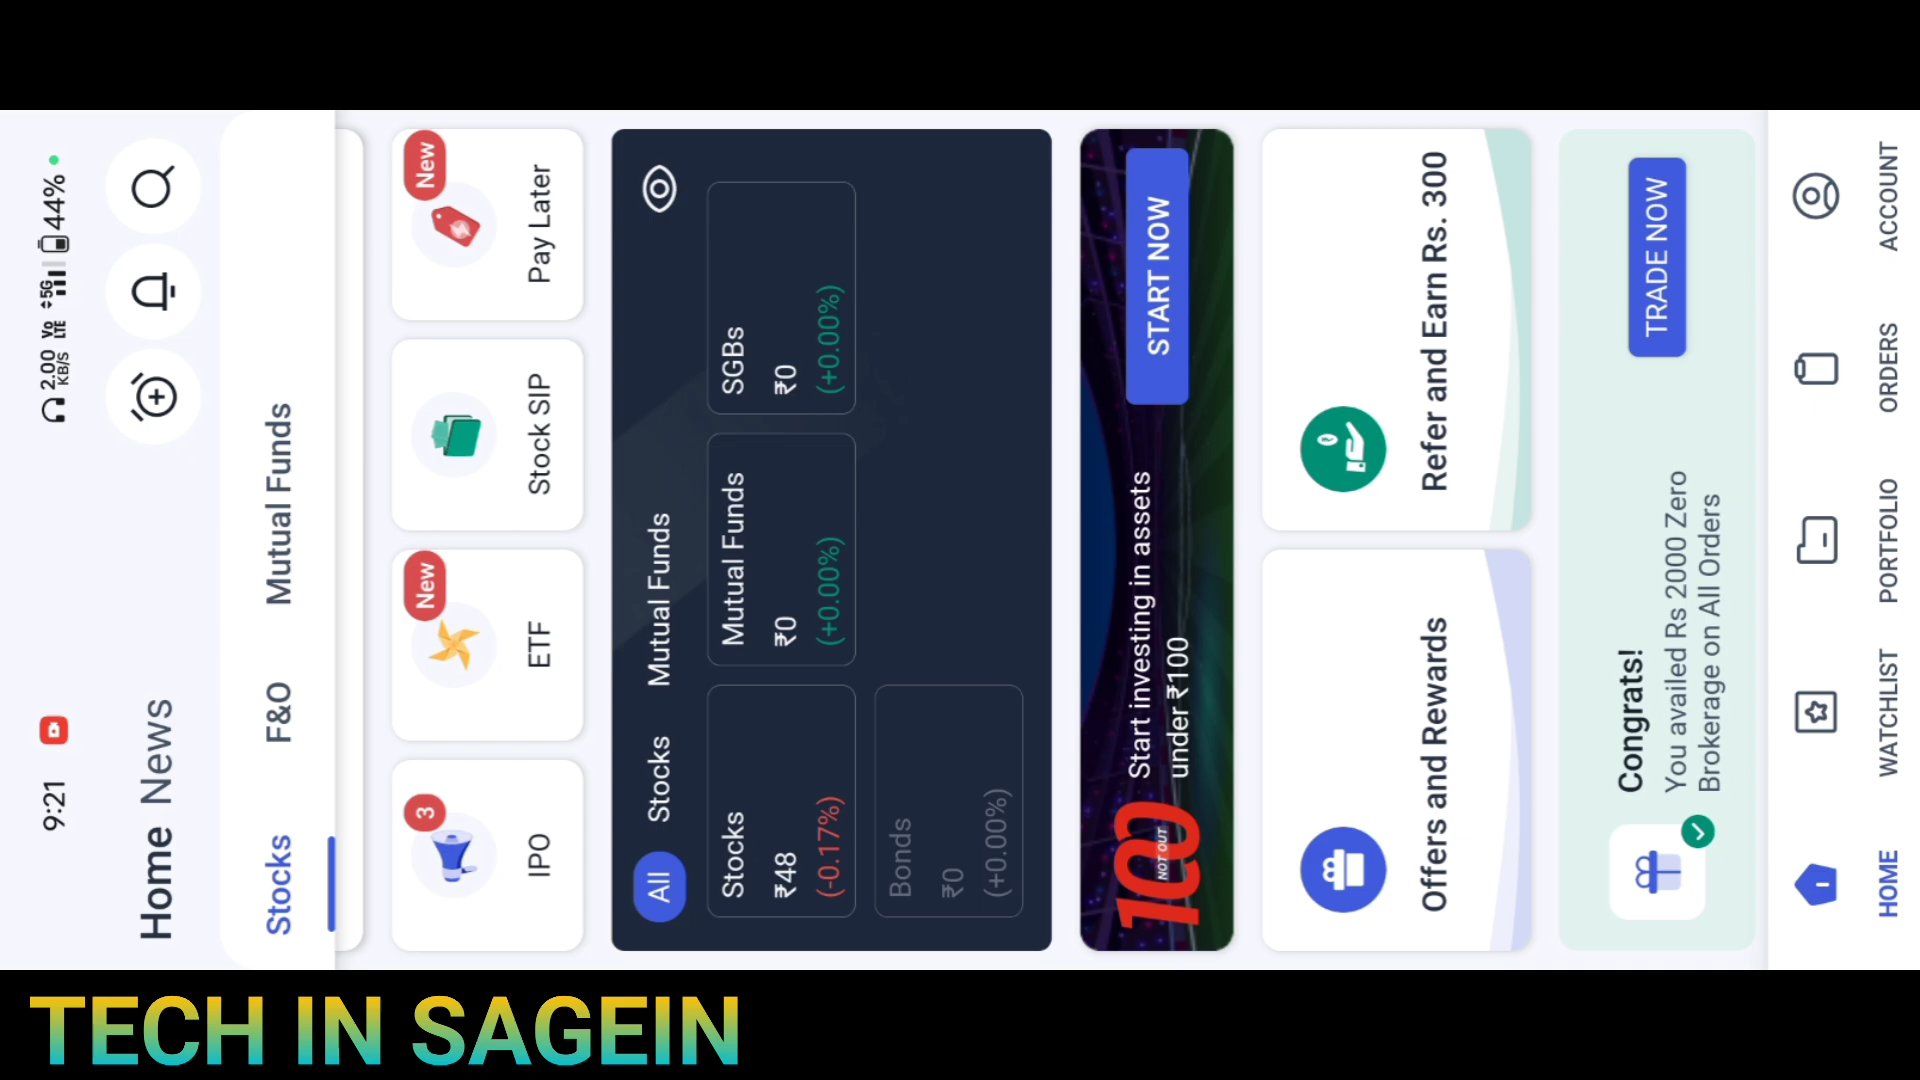 9:21
2.00 KB/s
Vo LTE
5G
44%
Home News
Stocks F&O Mutual Funds
3
New
New
IPO
ETF
Stock SIP
Pay Later
All Stocks Mutual Funds
Stocks
₹48
(-0.17%)
Mutual Funds
₹0
(+0.00%)
SGBs
₹0
(+0.00%)
Bonds
₹0
(+0.00%)
100
NOT OUT
Start investing in assets
under ₹100
START NOW
Offers and Rewards
Refer and Earn Rs. 300
Congrats!
You availed Rs 2000 Zero
Brokerage on All Orders
TRADE NOW
HOME
WATCHLIST
PORTFOLIO
ORDERS
ACCOUNT
TECH IN SAGEIN